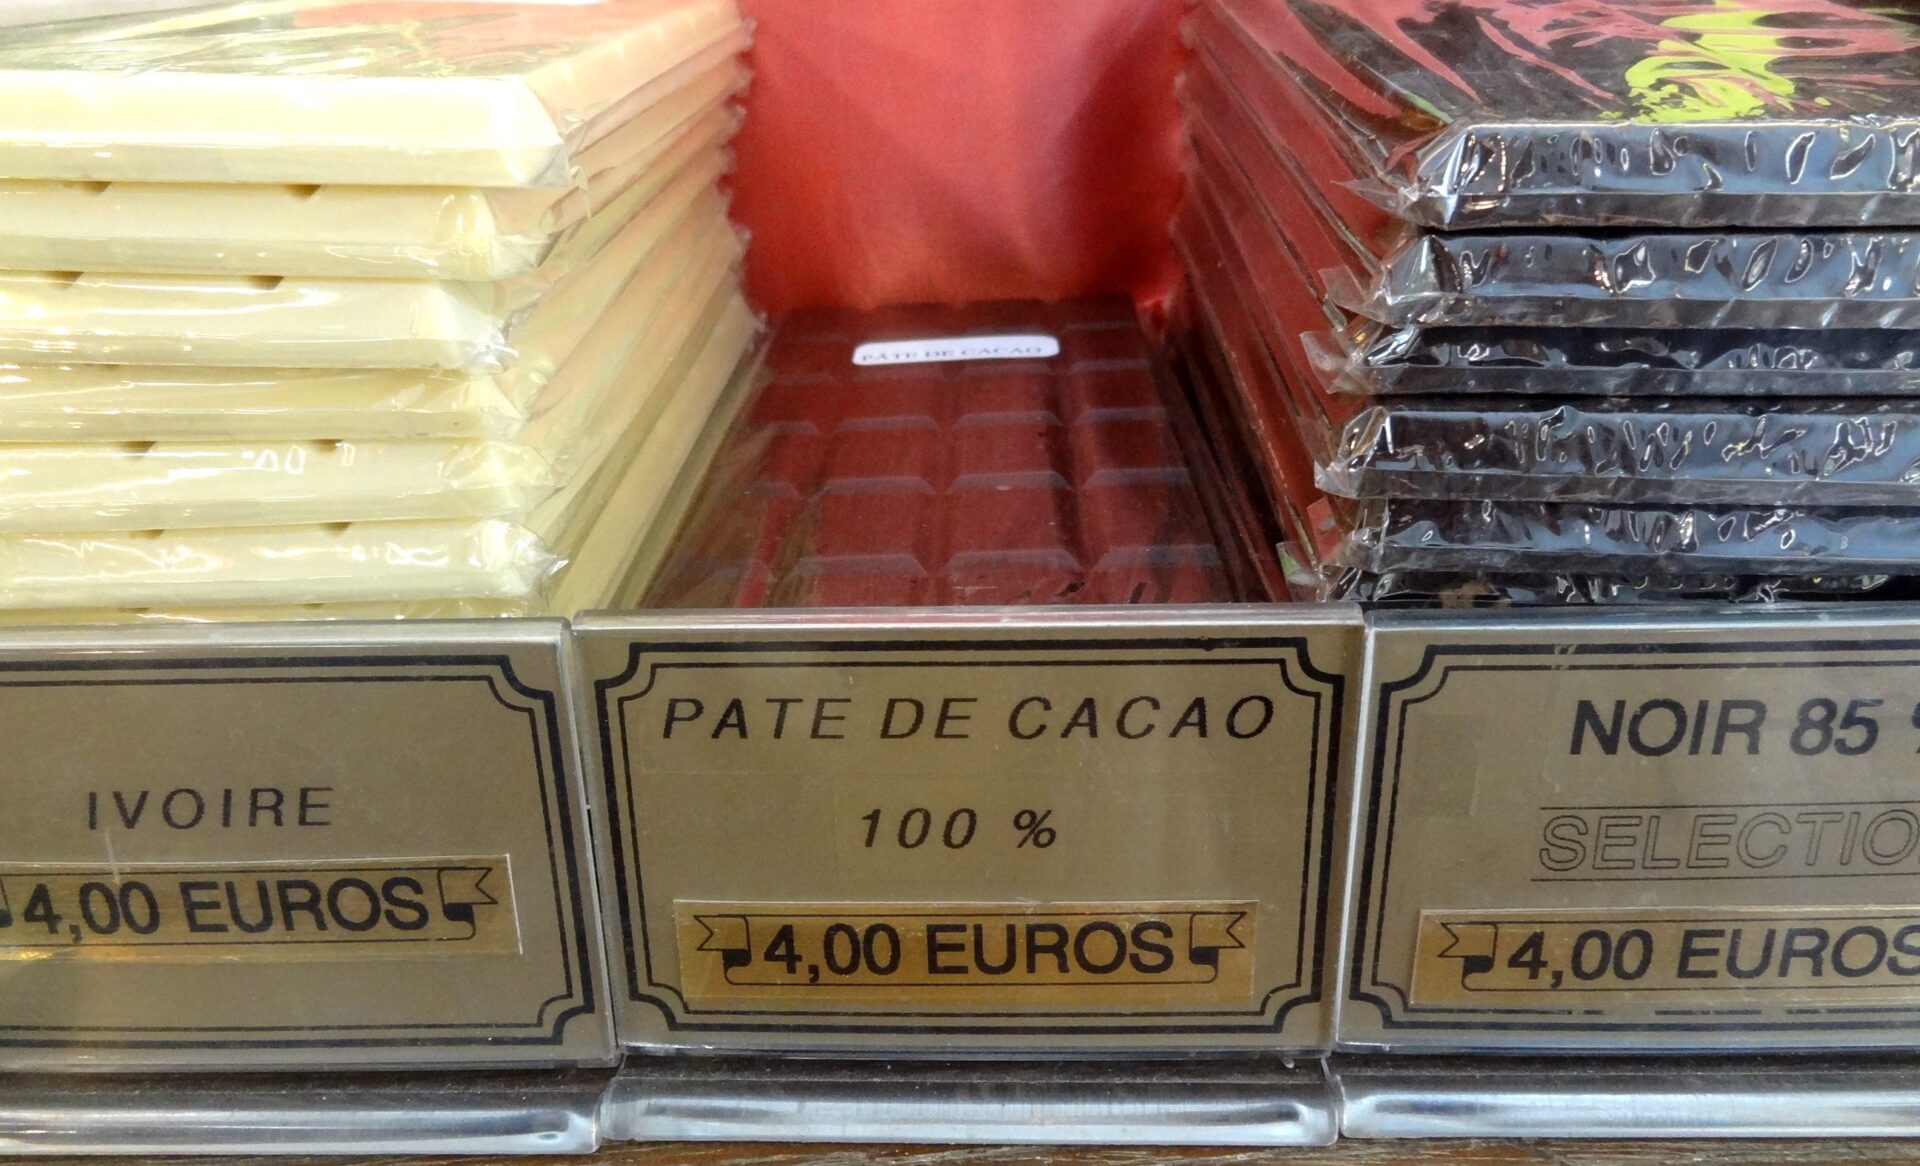 PÂTE DE CACAO
IVOIRE
4,00 EUROS
PATE DE CACAO
100 %
4,00 EUROS
NOIR 85
SELECTIO
4,00 EUROS